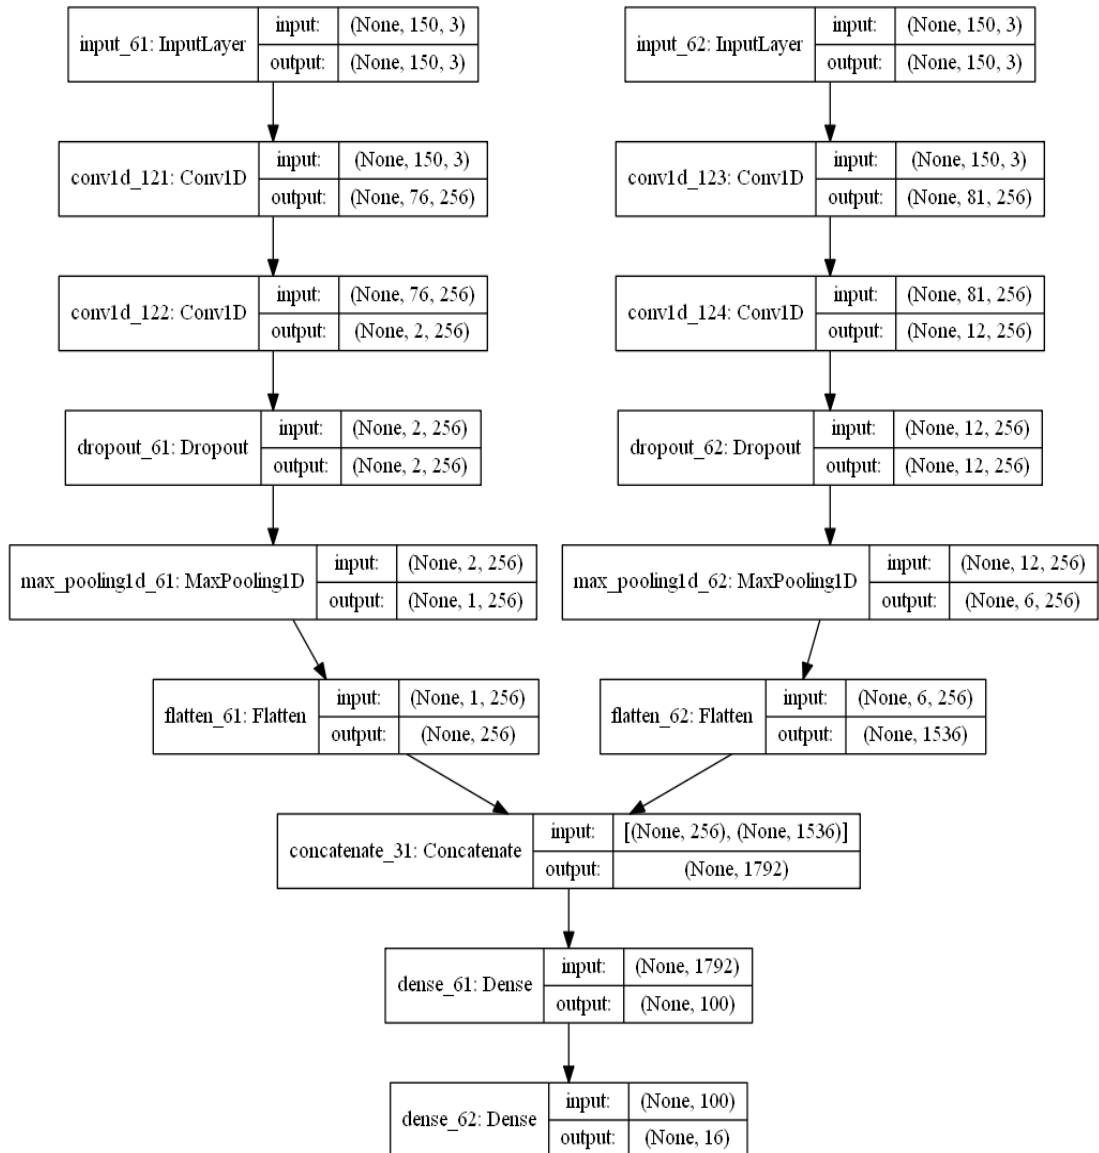 input_61: InputLayer
input: (None, 150, 3)
output: (None, 150, 3)
input_62: InputLayer
input: (None, 150, 3)
output: (None, 150, 3)
conv1d_121: Conv1D
input: (None, 150, 3)
output: (None, 76, 256)
conv1d_123: Conv1D
input: (None, 150, 3)
output: (None, 81, 256)
conv1d_122: Conv1D
input: (None, 76, 256)
output: (None, 2, 256)
conv1d_124: Conv1D
input: (None, 81, 256)
output: (None, 12, 256)
dropout_61: Dropout
input: (None, 2, 256)
output: (None, 2, 256)
dropout_62: Dropout
input: (None, 12, 256)
output: (None, 12, 256)
max_pooling1d_61: MaxPooling1D
input: (None, 2, 256)
output: (None, 1, 256)
max_pooling1d_62: MaxPooling1D
input: (None, 12, 256)
output: (None, 6, 256)
flatten_61: Flatten
input: (None, 1, 256)
output: (None, 256)
flatten_62: Flatten
input: (None, 6, 256)
output: (None, 1536)
concatenate_31: Concatenate
input: [(None, 256), (None, 1536)]
output: (None, 1792)
dense_61: Dense
input: (None, 1792)
output: (None, 100)
dense_62: Dense
input: (None, 100)
output: (None, 16)